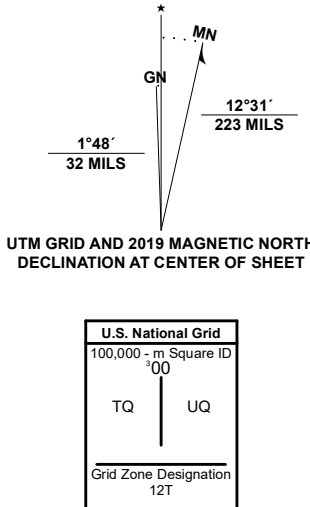 ★
MN
GN
1°48´
32 MILS
12°31´
223 MILS
UTM GRID AND 2019 MAGNETIC NORTH
DECLINATION AT CENTER OF SHEET
U.S. National Grid
100,000 - m Square ID
³00
TQ UQ
Grid Zone Designation
12T